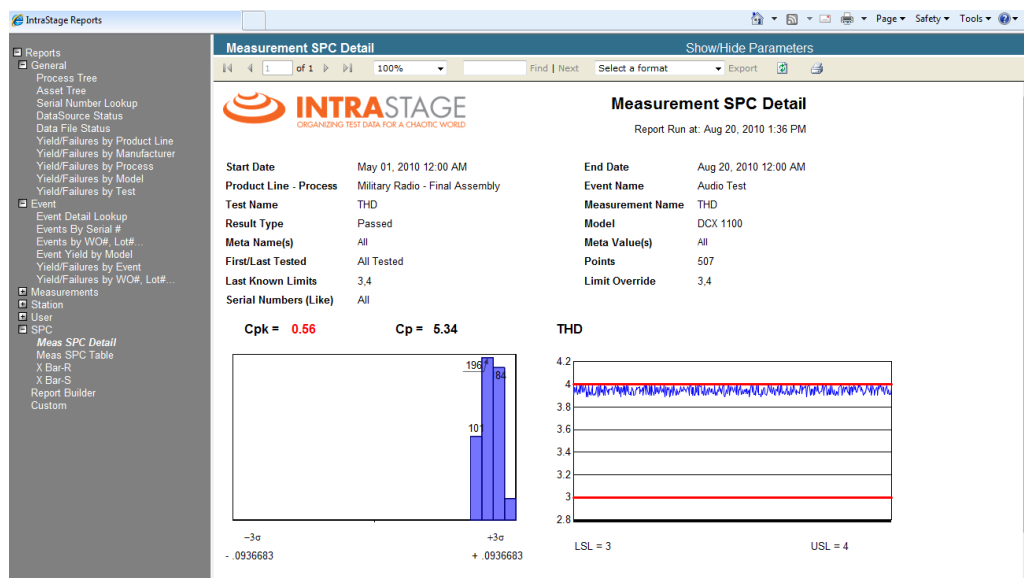 IntraStage Reports
Page Safety Tools
Reports
General
Process Tree
Asset Tree
Serial Number Lookup
DataSource Status
Data File Status
Yield/Failures by Product Line
Yield/Failures by Manufacturer
Yield/Failures by Process
Yield/Failures by Model
Yield/Failures by Test
Event
Event Detail Lookup
Events By Serial #
Events by WO#, Lot#...
Event Yield by Model
Yield/Failures by Event
Yield/Failures by WO#, Lot#...
Measurements
Station
User
SPC
Meas SPC Detail
Meas SPC Table
X Bar-R
X Bar-S
Report Builder
Custom
Measurement SPC Detail Show/Hide Parameters
1 of 1 100% Find | Next Select a format Export
INTRASTAGE
ORGANIZING TEST DATA FOR A CHAOTIC WORLD
Measurement SPC Detail
Report Run at: Aug 20, 2010 1:36 PM
Start Date May 01, 2010 12:00 AM End Date Aug 20, 2010 12:00 AM
Product Line - Process Military Radio - Final Assembly Event Name Audio Test
Test Name THD Measurement Name THD
Result Type Passed Model DCX 1100
Meta Name(s) All Meta Value(s) All
First/Last Tested All Tested Points 507
Last Known Limits 3,4 Limit Override 3,4
Serial Numbers (Like) All
Cpk = 0.56 Cp = 5.34 THD
196
84
101
−3σ +3σ
- .0936683 + .0936683
4.2
4
3.8
3.6
3.4
3.2
3
2.8
LSL = 3 USL = 4